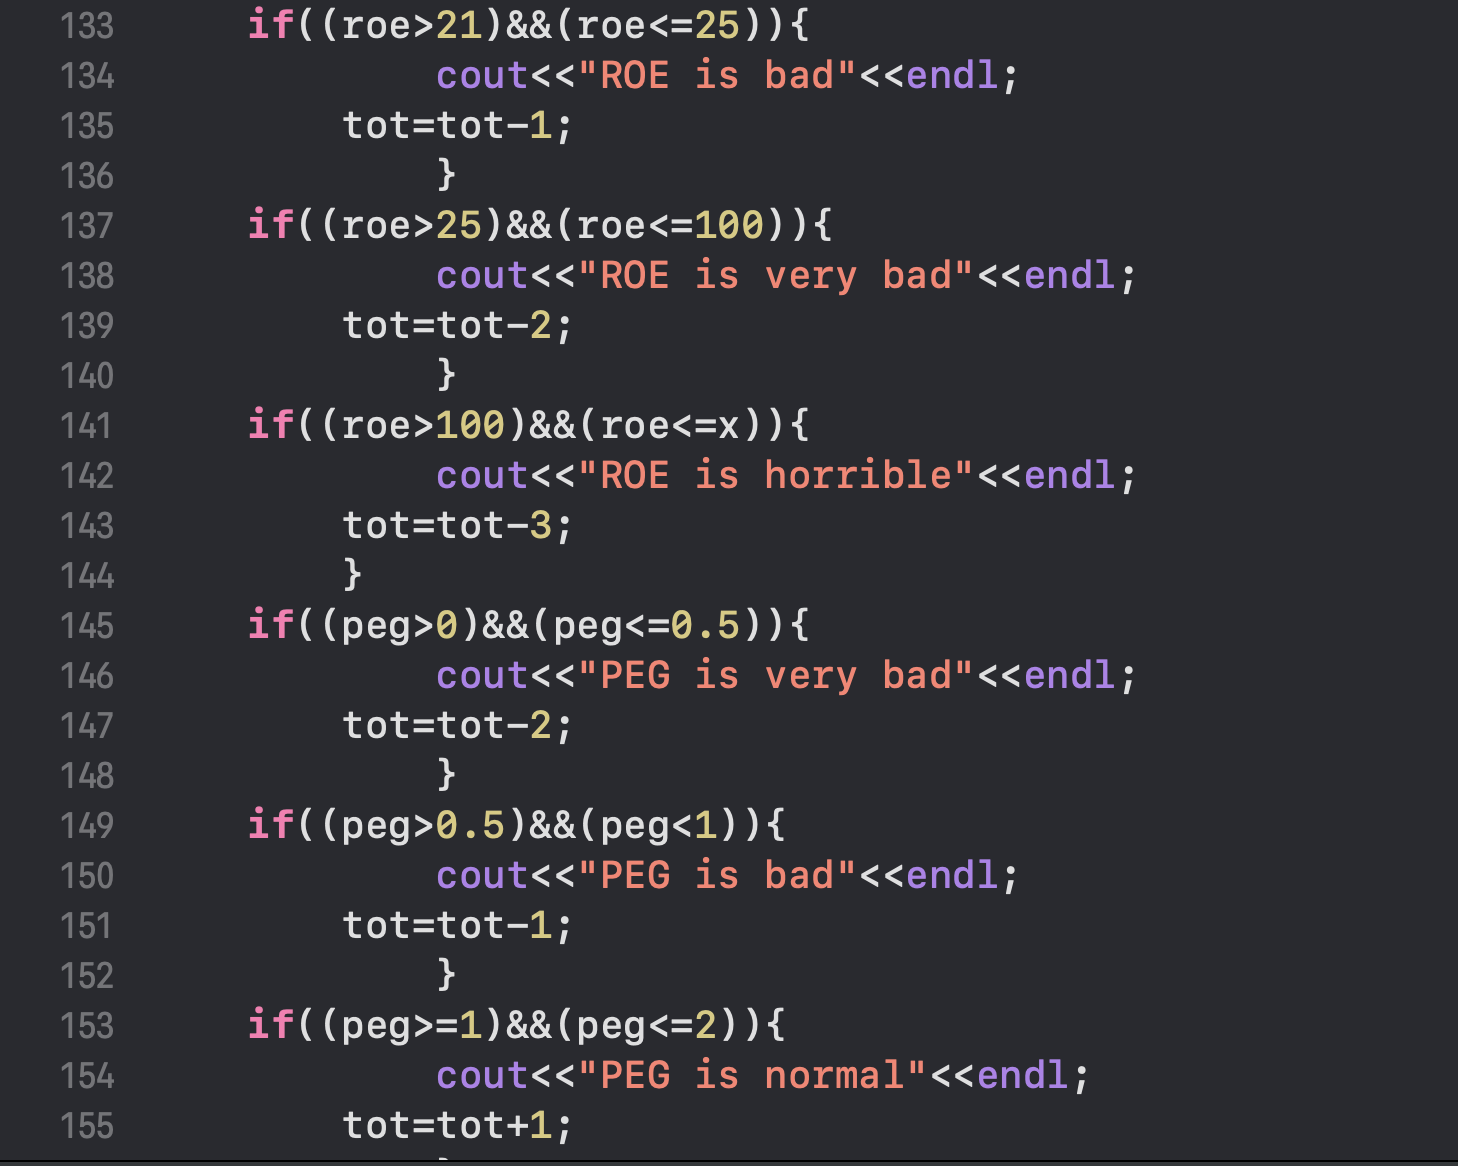 133 if((roe>21)&&(roe<=25)){
134 cout<<"ROE is bad"<<endl;
135 tot=tot-1;
136 }
137 if((roe>25)&&(roe<=100)){
138 cout<<"ROE is very bad"<<endl;
139 tot=tot-2;
140 }
141 if((roe>100)&&(roe<=x)){
142 cout<<"ROE is horrible"<<endl;
143 tot=tot-3;
144 }
145 if((peg>0)&&(peg<=0.5)){
146 cout<<"PEG is very bad"<<endl;
147 tot=tot-2;
148 }
149 if((peg>0.5)&&(peg<1)){
150 cout<<"PEG is bad"<<endl;
151 tot=tot-1;
152 }
153 if((peg>=1)&&(peg<=2)){
154 cout<<"PEG is normal"<<endl;
155 tot=tot+1;